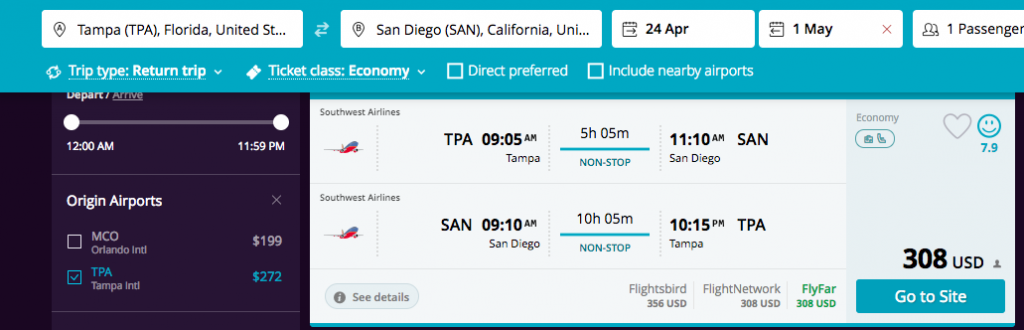 A Tampa (TPA), Florida, United St...
B San Diego (SAN), California, Uni...
24 Apr
1 May
1 Passenger
Trip type: Return trip
Ticket class: Economy
Direct preferred
Include nearby airports
Depart / Arrive
12:00 AM 11:59 PM
Origin Airports
MCO $199
Orlando Intl
TPA $272
Tampa Intl
Southwest Airlines
TPA 09:05 AM 5h 05m 11:10 AM SAN
Tampa NON-STOP San Diego
Southwest Airlines
SAN 09:10 AM 10h 05m 10:15 PM TPA
San Diego NON-STOP Tampa
See details
Flightsbird FlightNetwork FlyFar
356 USD 308 USD 308 USD
Economy
7.9
308 USD
Go to Site